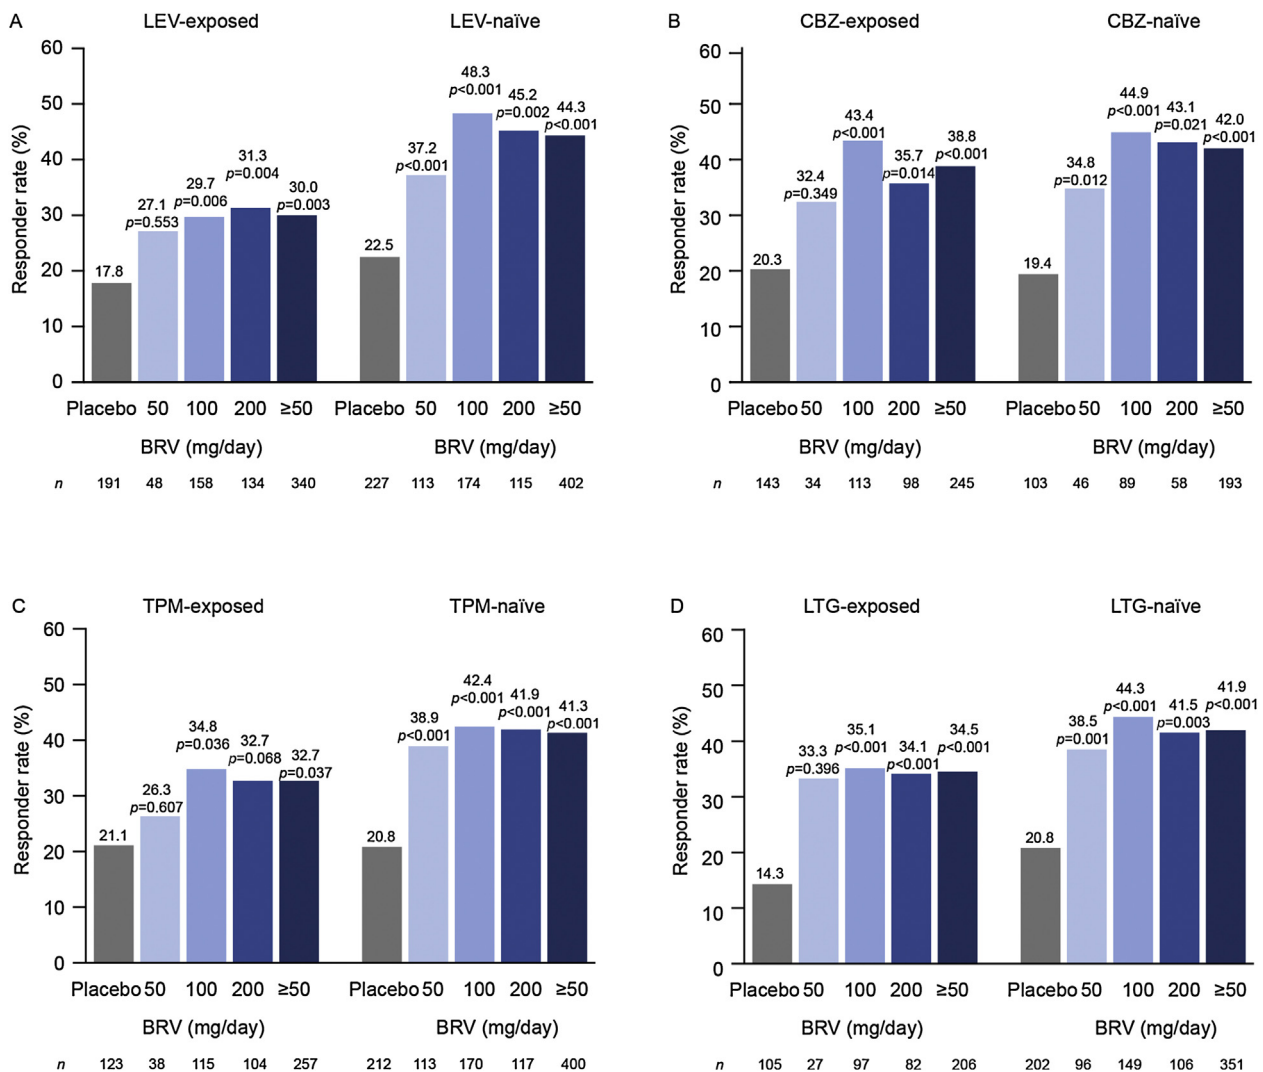 A
LEV-exposed
LEV-naïve
Responder rate (%)
60
50
40
30
20
10
0
17.8
27.1
p=0.553
29.7
p=0.006
31.3
p=0.004
30.0
p=0.003
22.5
37.2
p<0.001
48.3
p<0.001
45.2
p=0.002
44.3
p<0.001
Placebo 50 100 200 ≥50 Placebo 50 100 200 ≥50
BRV (mg/day) BRV (mg/day)
n 191 48 158 134 340 227 113 174 115 402
B
CBZ-exposed
CBZ-naïve
Responder rate (%)
60
50
40
30
20
10
0
20.3
32.4
p=0.349
43.4
p<0.001
35.7
p=0.014
38.8
p<0.001
19.4
34.8
p=0.012
44.9
p<0.001
43.1
p=0.021
42.0
p<0.001
Placebo 50 100 200 ≥50 Placebo 50 100 200 ≥50
BRV (mg/day) BRV (mg/day)
n 143 34 113 98 245 103 46 89 58 193
C
TPM-exposed
TPM-naïve
Responder rate (%)
60
50
40
30
20
10
0
21.1
26.3
p=0.607
34.8
p=0.036
32.7
p=0.068
32.7
p=0.037
20.8
38.9
p<0.001
42.4
p<0.001
41.9
p<0.001
41.3
p<0.001
Placebo 50 100 200 ≥50 Placebo 50 100 200 ≥50
BRV (mg/day) BRV (mg/day)
n 123 38 115 104 257 212 113 170 117 400
D
LTG-exposed
LTG-naïve
Responder rate (%)
60
50
40
30
20
10
0
14.3
33.3
p=0.396
35.1
p<0.001
34.1
p<0.001
34.5
p<0.001
20.8
38.5
p=0.001
44.3
p<0.001
41.5
p=0.003
41.9
p<0.001
Placebo 50 100 200 ≥50 Placebo 50 100 200 ≥50
BRV (mg/day) BRV (mg/day)
n 105 27 97 82 206 202 96 149 106 351